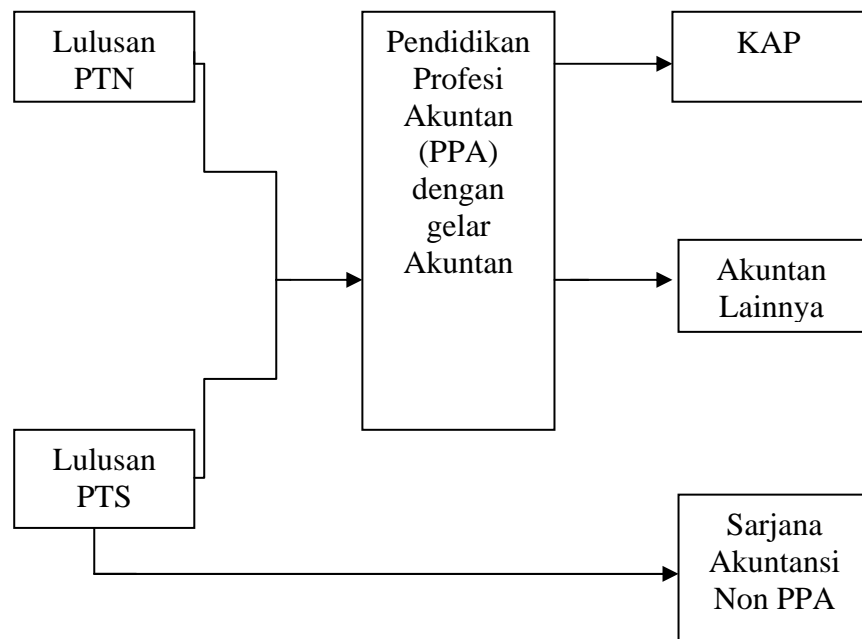 Lulusan
PTN
Pendidikan
Profesi
Akuntan
(PPA)
dengan
gelar
Akuntan
KAP
Akuntan
Lainnya
Lulusan
PTS
Sarjana
Akuntansi
Non PPA